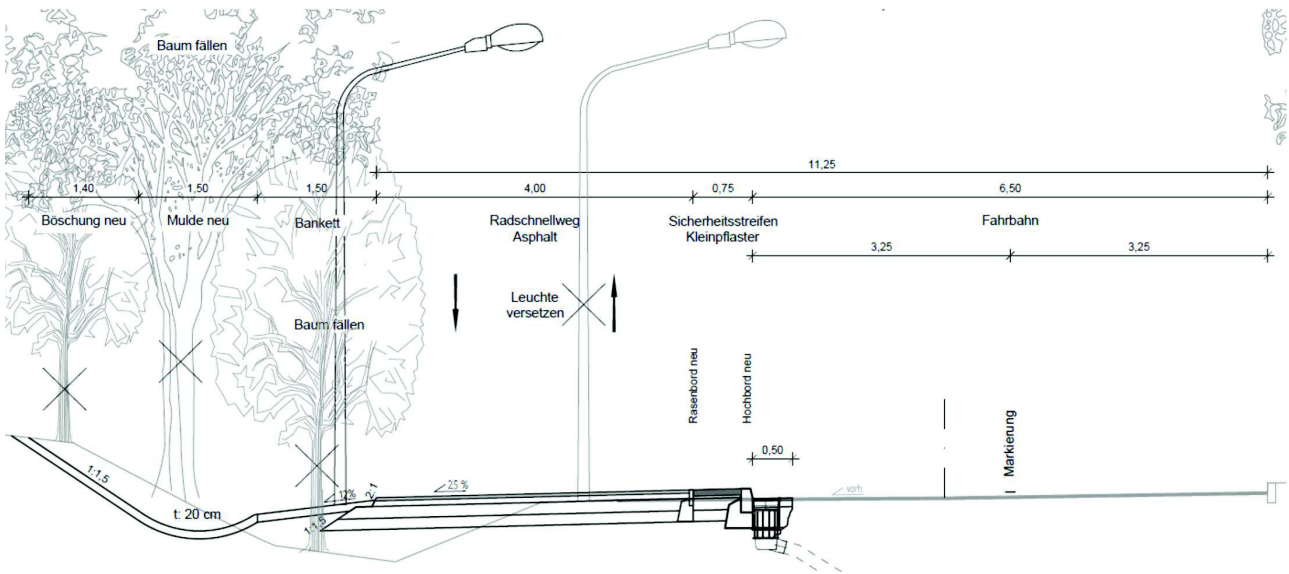 Baum fällen
11,25
1,40
1,50
1,50
4,00
0,75
6,50
Böschung neu
Mulde neu
Bankett
Radschnellweg
Asphalt
Sicherheitsstreifen
Kleinpflaster
Fahrbahn
3,25
3,25
Leuchte
versetzen
Baum fällen
Rasenbord neu
Hochbord neu
Markierung
0,50
1:1,5
t: 20 cm
12%
2:1
2,5 %
1:1,5
vorh